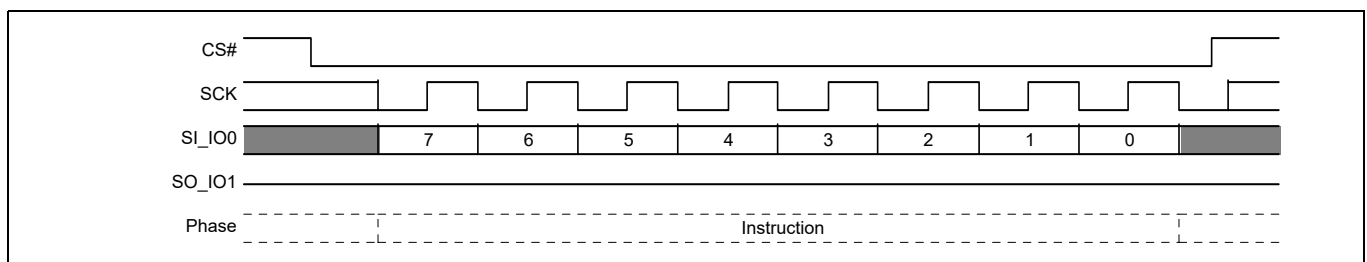 CS#
SCK
SI_IO0 7 6 5 4 3 2 1 0
SO_IO1
Phase Instruction